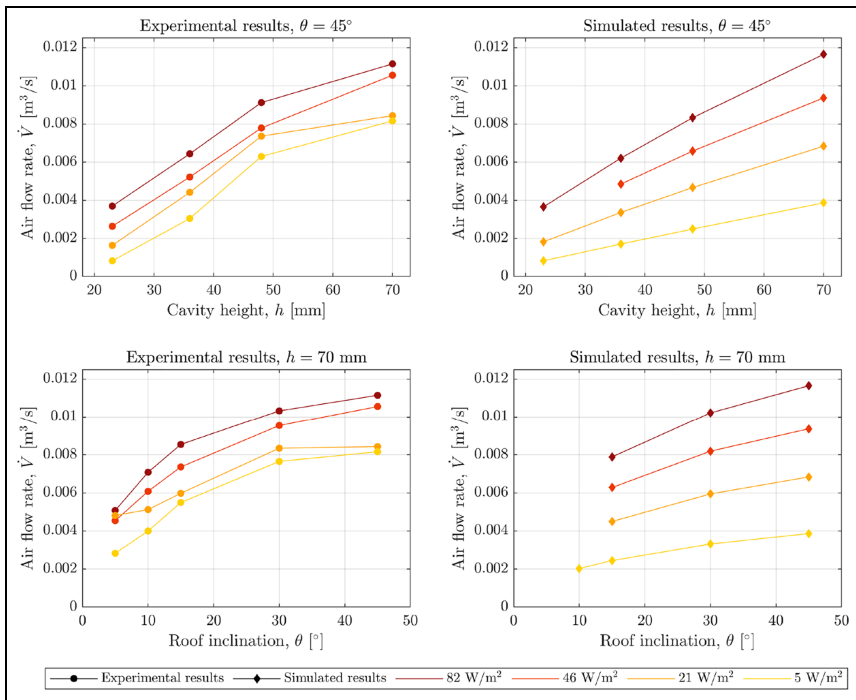 Experimental results, θ = 45°
Air flow rate, V̇ [m³/s]
0.012
0.01
0.008
0.006
0.004
0.002
0
20 30 40 50 60 70
Cavity height, h [mm]
Simulated results, θ = 45°
Air flow rate, V̇ [m³/s]
0.012
0.01
0.008
0.006
0.004
0.002
0
20 30 40 50 60 70
Cavity height, h [mm]
Experimental results, h = 70 mm
Air flow rate, V̇ [m³/s]
0.012
0.01
0.008
0.006
0.004
0.002
0
0 10 20 30 40 50
Roof inclination, θ [°]
Simulated results, h = 70 mm
Air flow rate, V̇ [m³/s]
0.012
0.01
0.008
0.006
0.004
0.002
0
0 10 20 30 40 50
Roof inclination, θ [°]
Experimental results Simulated results 82 W/m² 46 W/m² 21 W/m² 5 W/m²